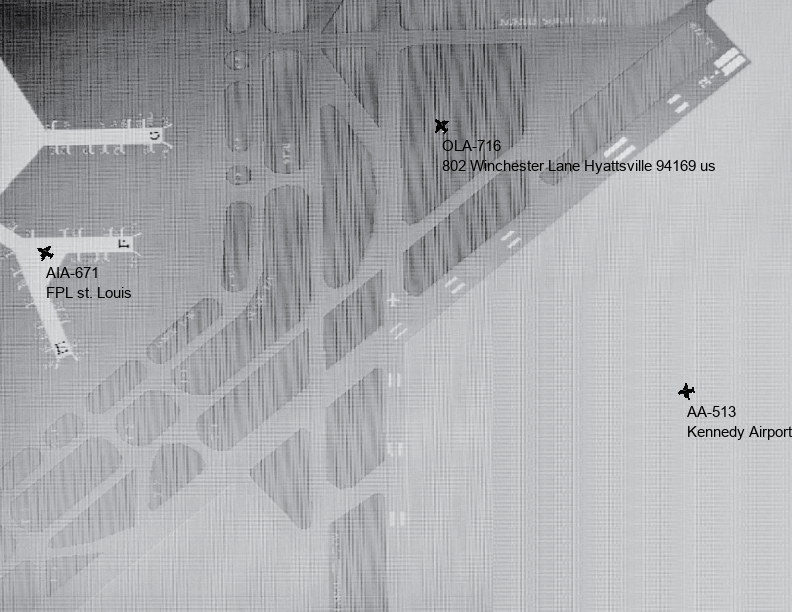 OLA-716
802 Winchester Lane Hyattsville 94169 us
AIA-671
FPL st. Louis
AA-513
Kennedy Airport